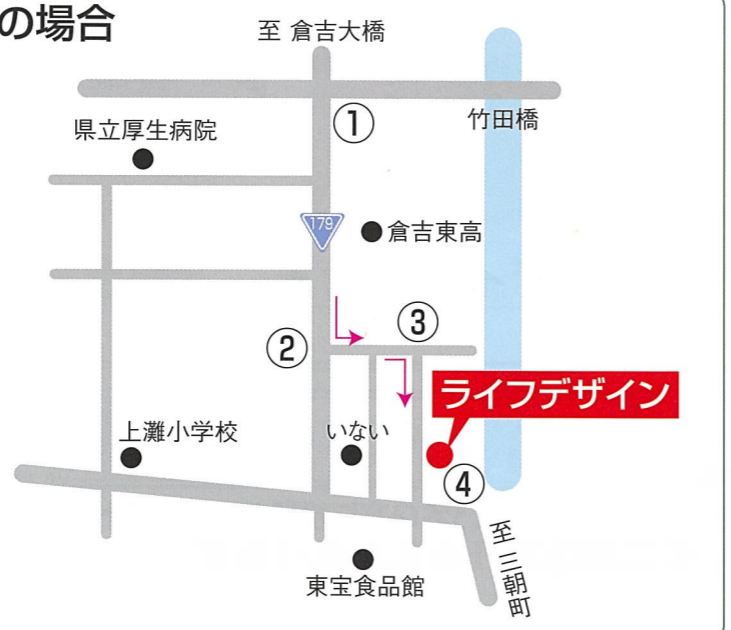 の場合
至 倉吉大橋
①
竹田橋
県立厚生病院
179
倉吉東高
③
②
ライフデザイン
上灘小学校
いない
④
至 三朝町
東宝食品館